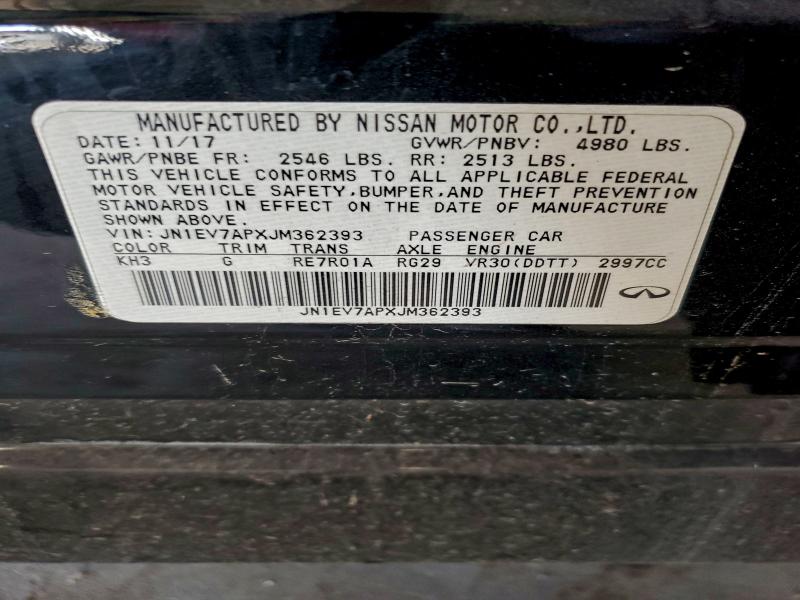 MANUFACTURED BY NISSAN MOTOR CO.,LTD.
DATE: 11/17 GVWR/PNBV: 4980 LBS.
GAWR/PNBE FR: 2546 LBS. RR: 2513 LBS.
THIS VEHICLE CONFORMS TO ALL APPLICABLE FEDERAL
MOTOR VEHICLE SAFETY,BUMPER,AND THEFT PREVENTION
STANDARDS IN EFFECT ON THE DATE OF MANUFACTURE
SHOWN ABOVE.
VIN: JN1EV7APXJM362393 PASSENGER CAR
COLOR TRIM TRANS AXLE ENGINE
KH3 G RE7R01A RG29 VR30(DDTT) 2997CC
JN1EV7APXJM362393